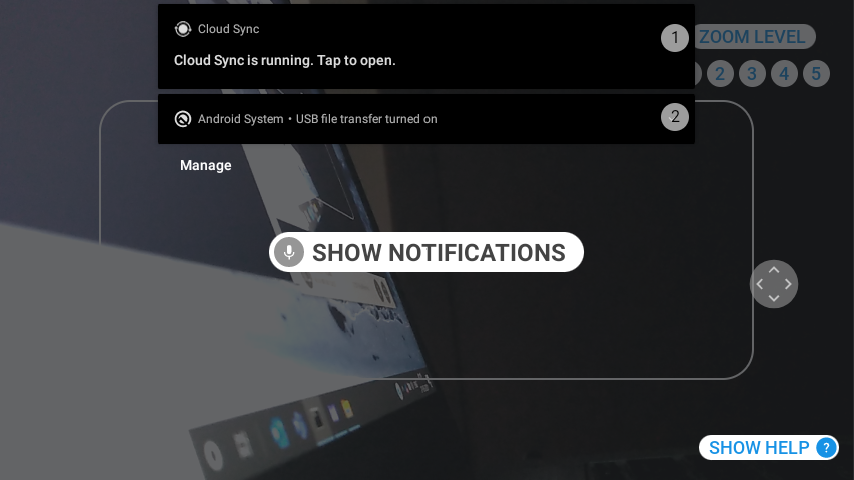 Cloud Sync
1
ZOOM LEVEL
Cloud Sync is running. Tap to open.
2 3 4 5
Android System • USB file transfer turned on
2
Manage
SHOW NOTIFICATIONS
SHOW HELP ?